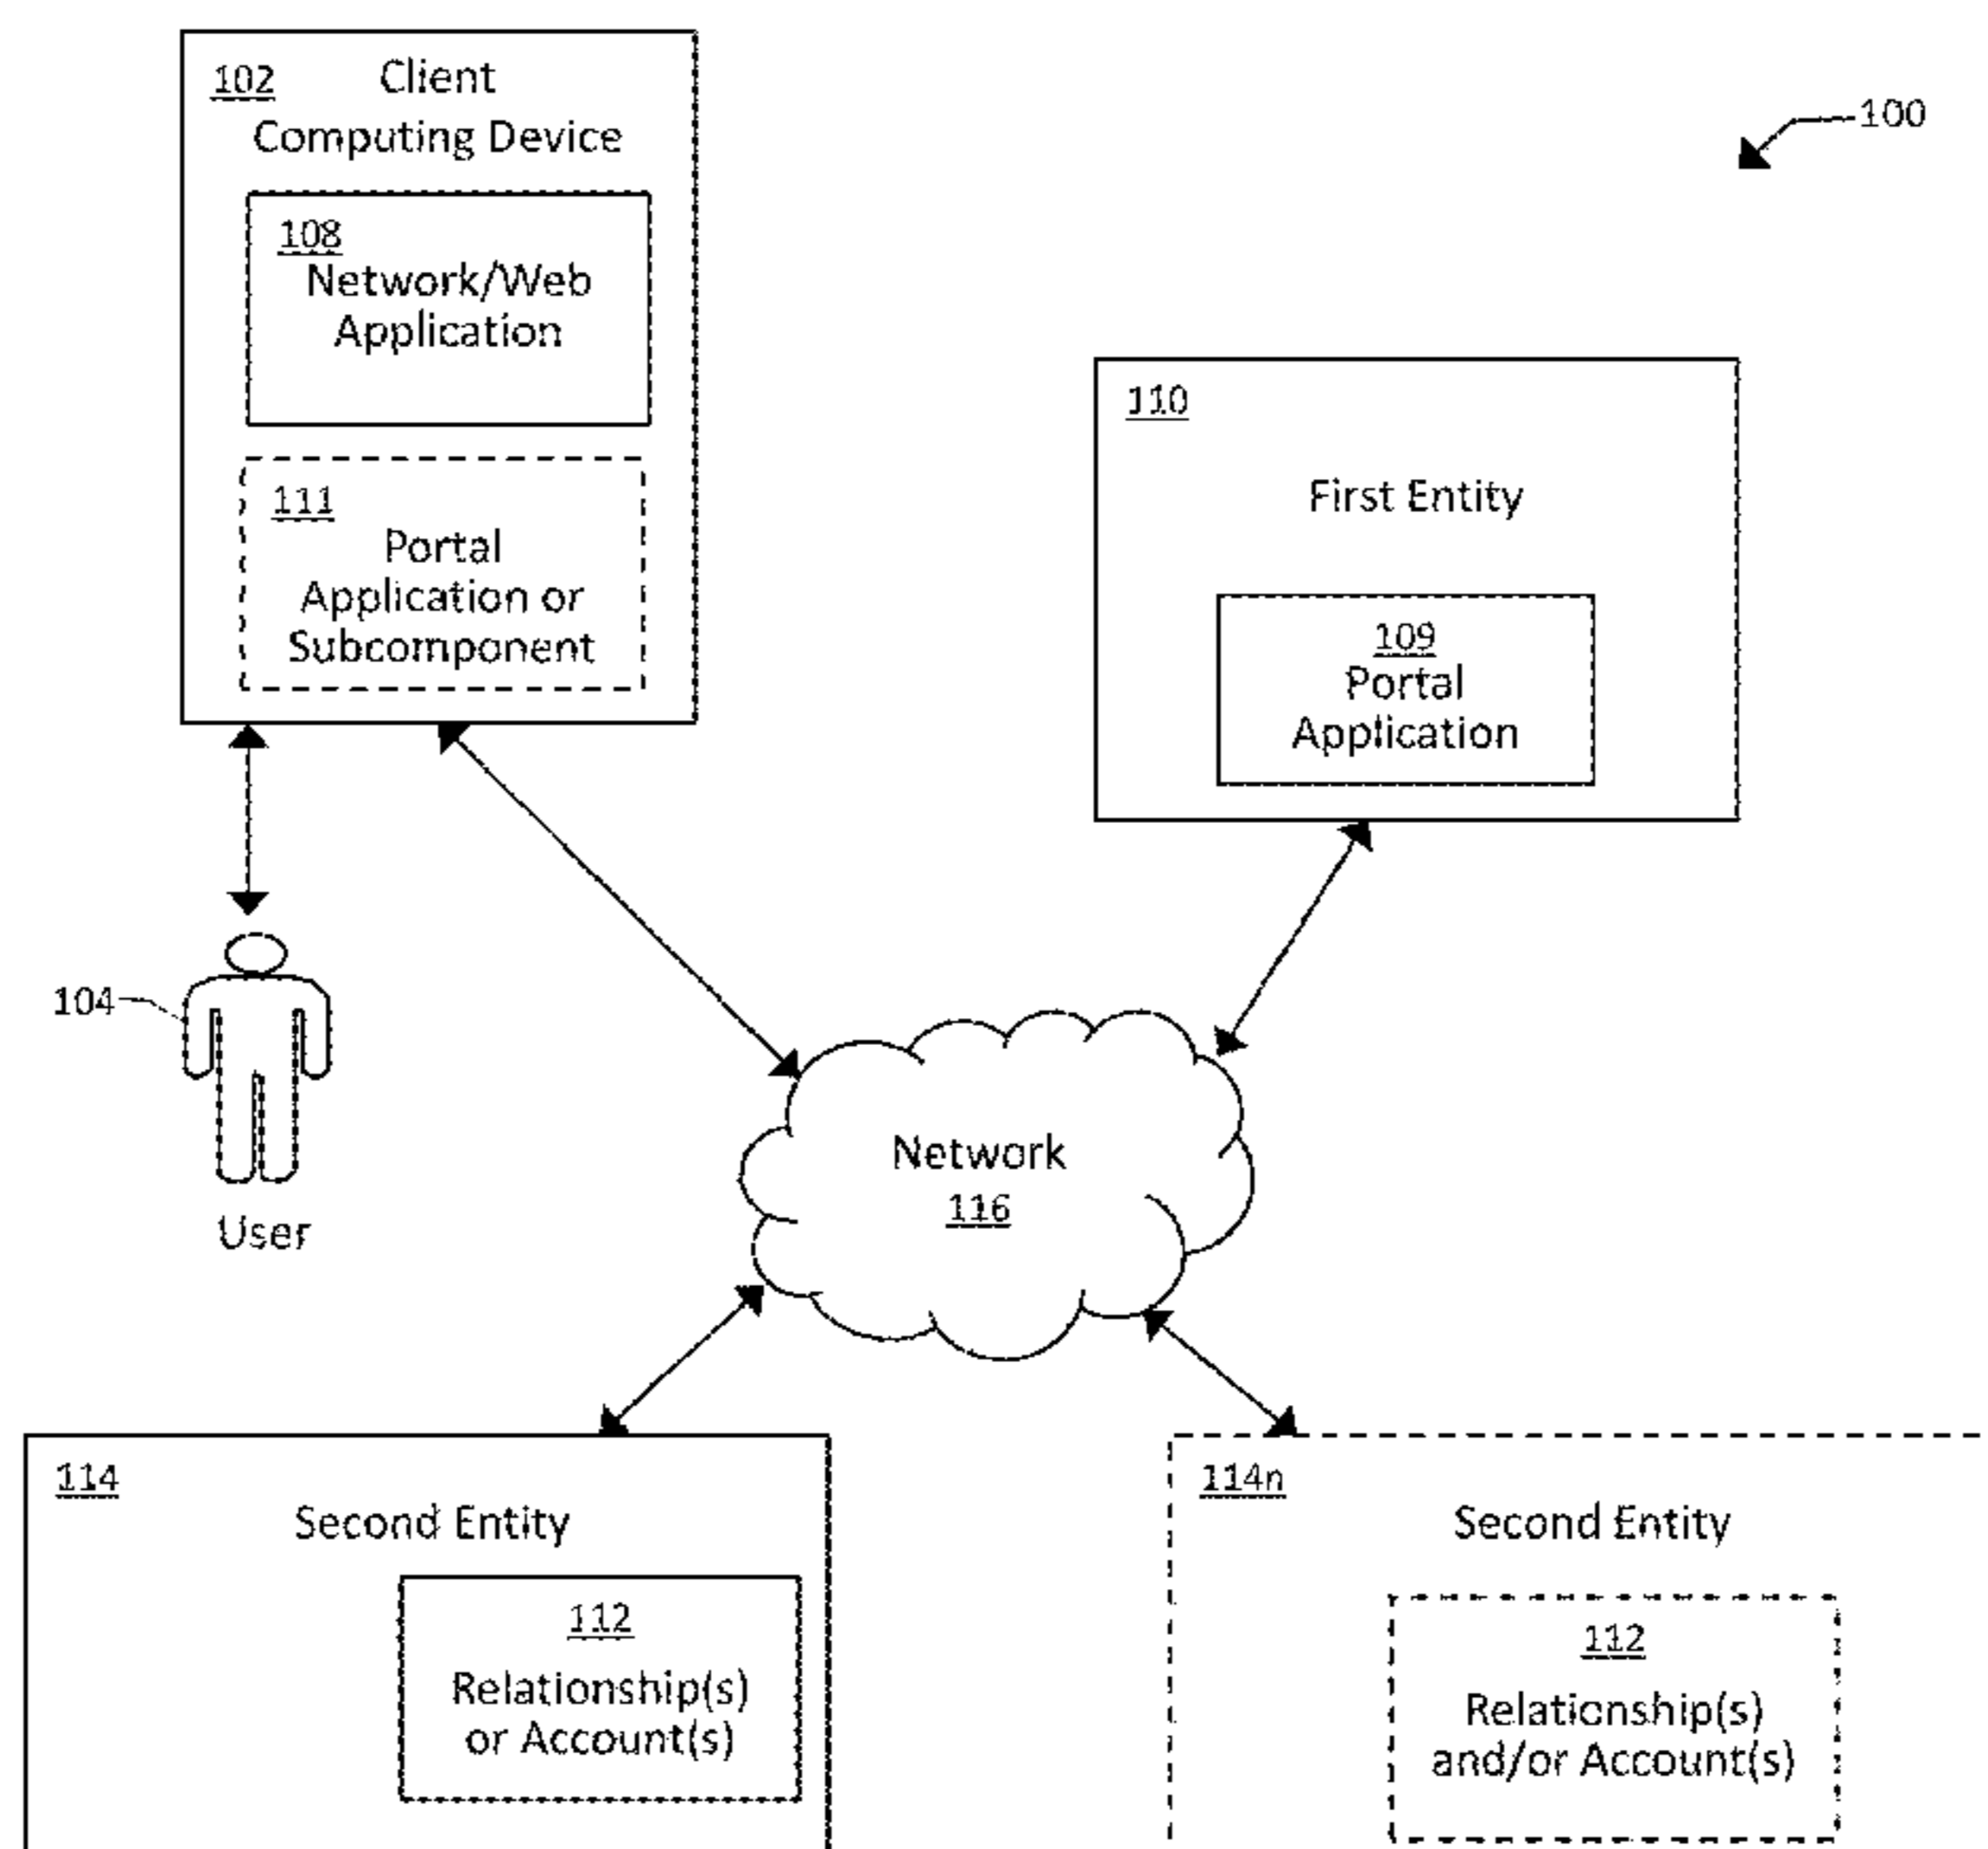 102 Client
Computing Device
100
108
Network/Web
Application
111
Portal
Application or
Subcomponent
110
First Entity
109
Portal
Application
104
User
Network
116
114
Second Entity
112
Relationship(s)
or Account(s)
114n
Second Entity
112
Relationship(s)
and/or Account(s)